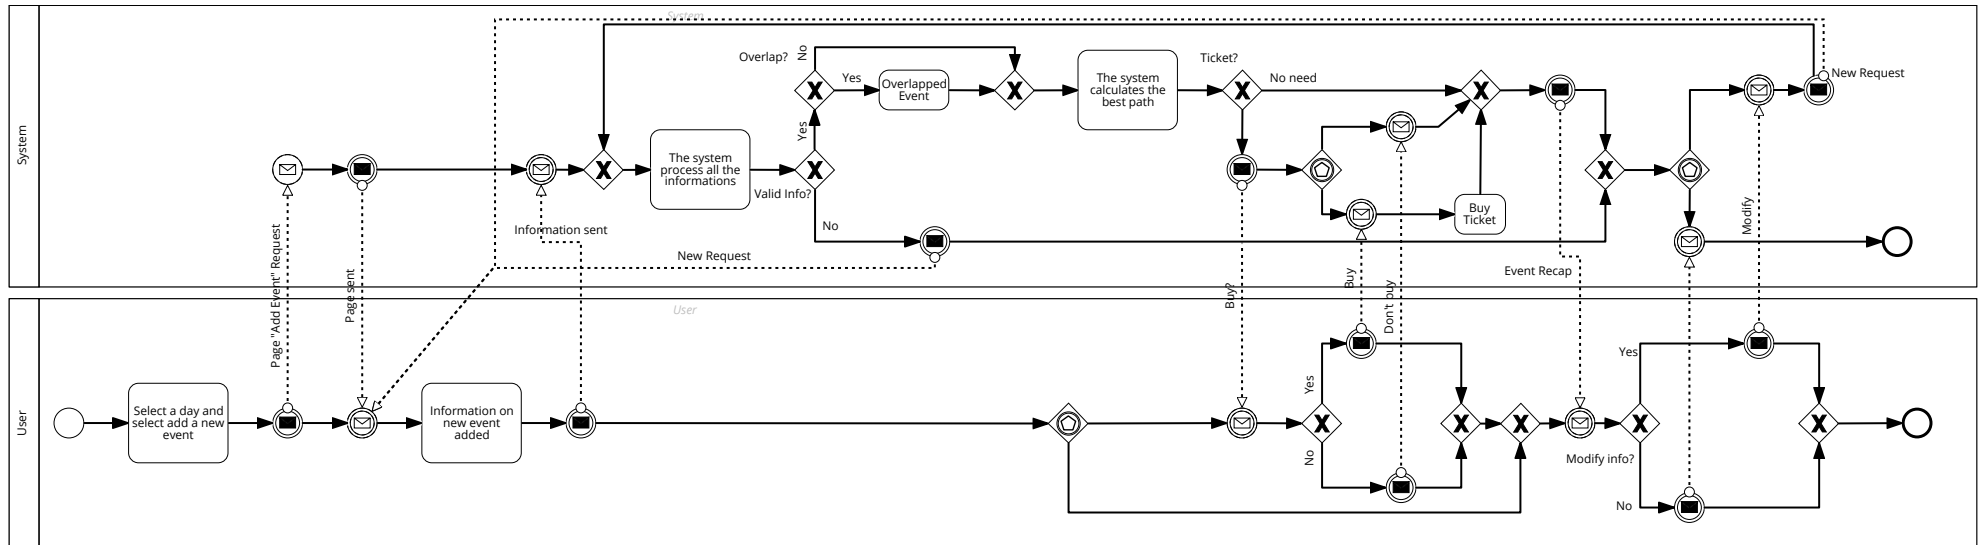 System
System
Overlap?
No
Yes
Overlapped
Event
The system
calculates the
best path
Ticket?
No need
New Request
Yes
The system
process all the
informations
Valid Info?
No
Information sent
New Request
Buy
Ticket
Event Recap
Modify
Page "Add Event" Request
Page sent
Buy?
Buy
Don't buy
User
User
Select a day and
select add a new
event
Information on
new event
added
Yes
No
Yes
Modify info?
No